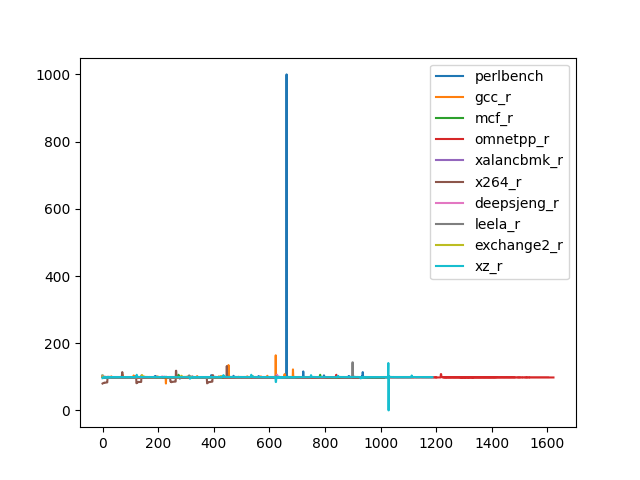 1000
800
600
400
200
0
0 200 400 600 800 1000 1200 1400 1600
perlbench
gcc_r
mcf_r
omnetpp_r
xalancbmk_r
x264_r
deepsjeng_r
leela_r
exchange2_r
xz_r